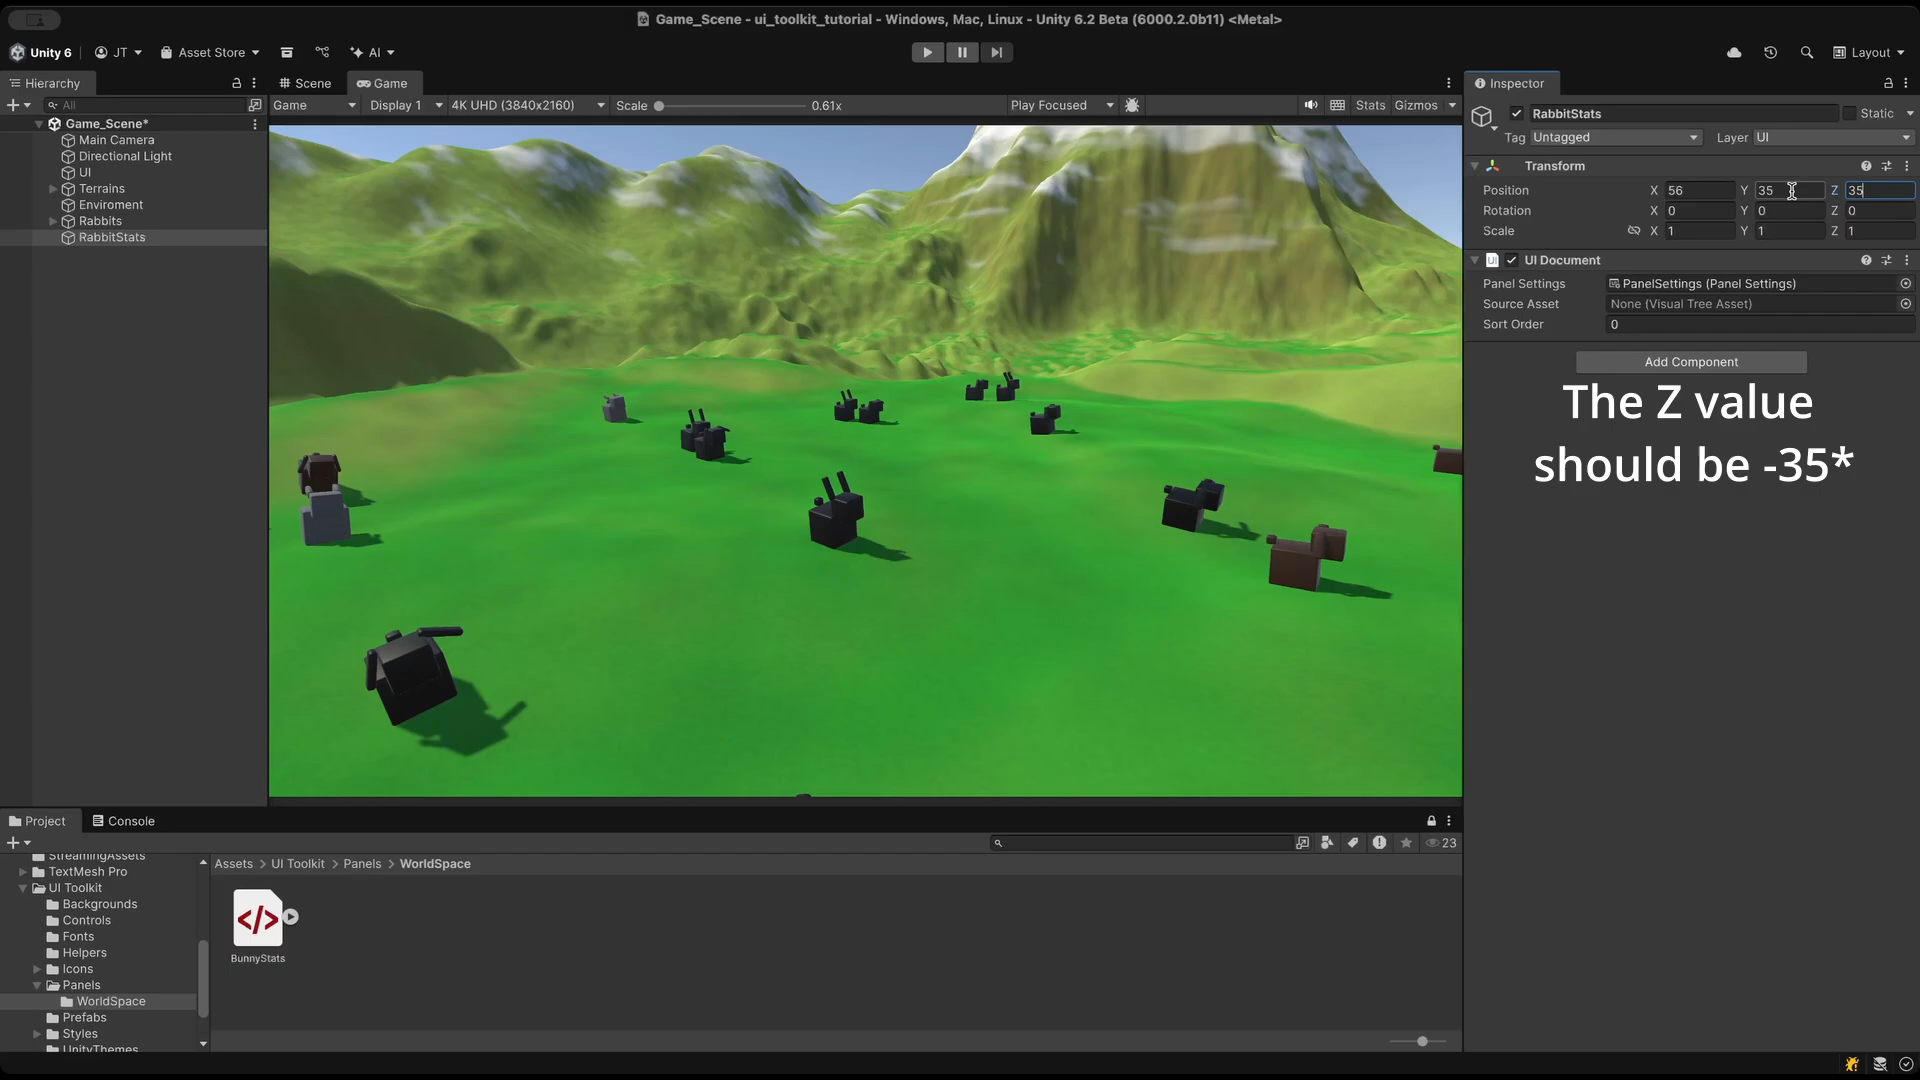 Game_Scene - ui_toolkit_tutorial - Windows, Mac, Linux - Unity 6.2 Beta (6000.2.0b11) <Metal>
Unity 6 JT Asset Store AI Layout
Hierarchy Scene Game Inspector
All Game Display 1 4K UHD (3840x2160) Scale 0.61x Play Focused Stats Gizmos
Game_Scene*
Main Camera
Directional Light
UI
Terrains
Enviroment
Rabbits
RabbitStats
RabbitStats Static
Tag Untagged Layer UI
Transform
Position X 56 Y 35 Z 35
Rotation X 0 Y 0 Z 0
Scale X 1 Y 1 Z 1
UI Document
Panel Settings PanelSettings (Panel Settings)
Source Asset None (Visual Tree Asset)
Sort Order 0
Add Component
The Z value
should be -35*
Project Console
23
StreamingAssets
TextMesh Pro
UI Toolkit
Backgrounds
Controls
Fonts
Helpers
Icons
Panels
WorldSpace
Prefabs
Styles
UnityThemes
Assets > UI Toolkit > Panels > WorldSpace
BunnyStats